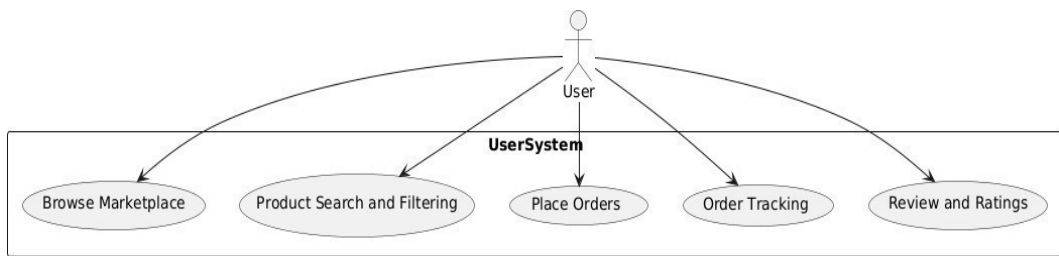 User
UserSystem
Browse Marketplace
Product Search and Filtering
Place Orders
Order Tracking
Review and Ratings